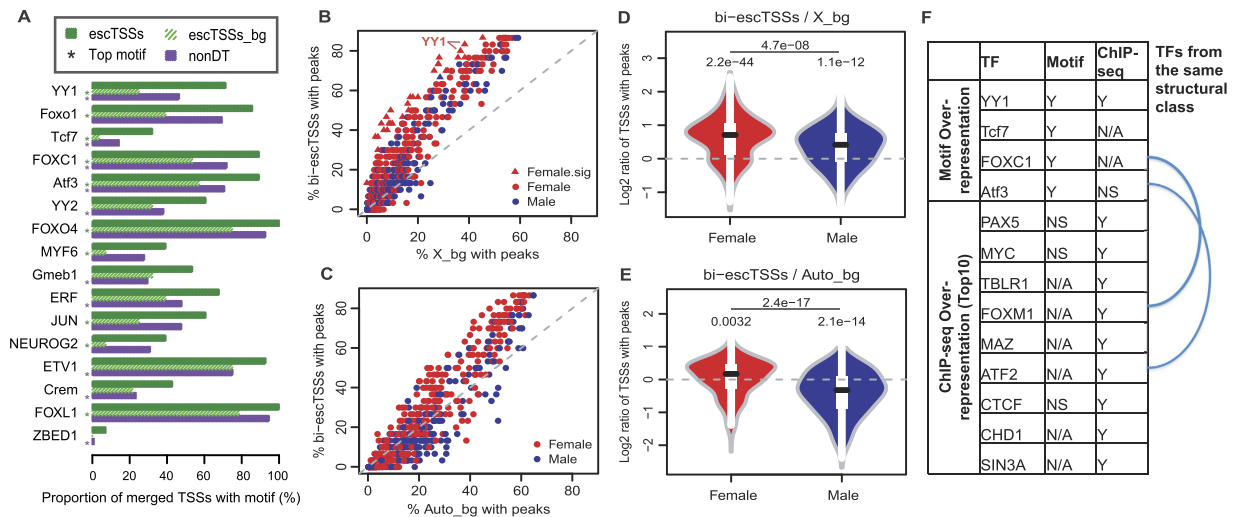 A
escTSSs
escTSSs_bg
* Top motif
nonDT
YY1
Foxo1
Tcf7
FOXC1
Atf3
YY2
FOXO4
MYF6
Gmeb1
ERF
JUN
NEUROG2
ETV1
Crem
FOXL1
ZBED1
0 20 40 60 80 100
Proportion of merged TSSs with motif (%)
B
% bi-escTSSs with peaks
80
60
40
20
0
YY1
Female.sig
Female
Male
0 20 40 60 80
% X_bg with peaks
C
% bi-escTSSs with peaks
80
60
40
20
0
Female
Male
0 20 40 60 80
% Auto_bg with peaks
D
bi-escTSSs / X_bg
Log2 ratio of TSSs with peaks
3
2
1
0
−1
4.7e-08
2.2e-44 1.1e-12
Female Male
E
bi-escTSSs / Auto_bg
Log2 ratio of TSSs with peaks
2
1
0
−1
−2
2.4e-17
0.0032 2.1e-14
Female Male
F
TF Motif ChIP-seq
TFs from
the same
structural
class
Motif Over-
representation
YY1 Y Y
Tcf7 Y N/A
FOXC1 Y N/A
Atf3 Y NS
ChIP-seq Over-
representation (Top10)
PAX5 NS Y
MYC NS Y
TBLR1 N/A Y
FOXM1 N/A Y
MAZ N/A Y
ATF2 N/A Y
CTCF NS Y
CHD1 N/A Y
SIN3A N/A Y